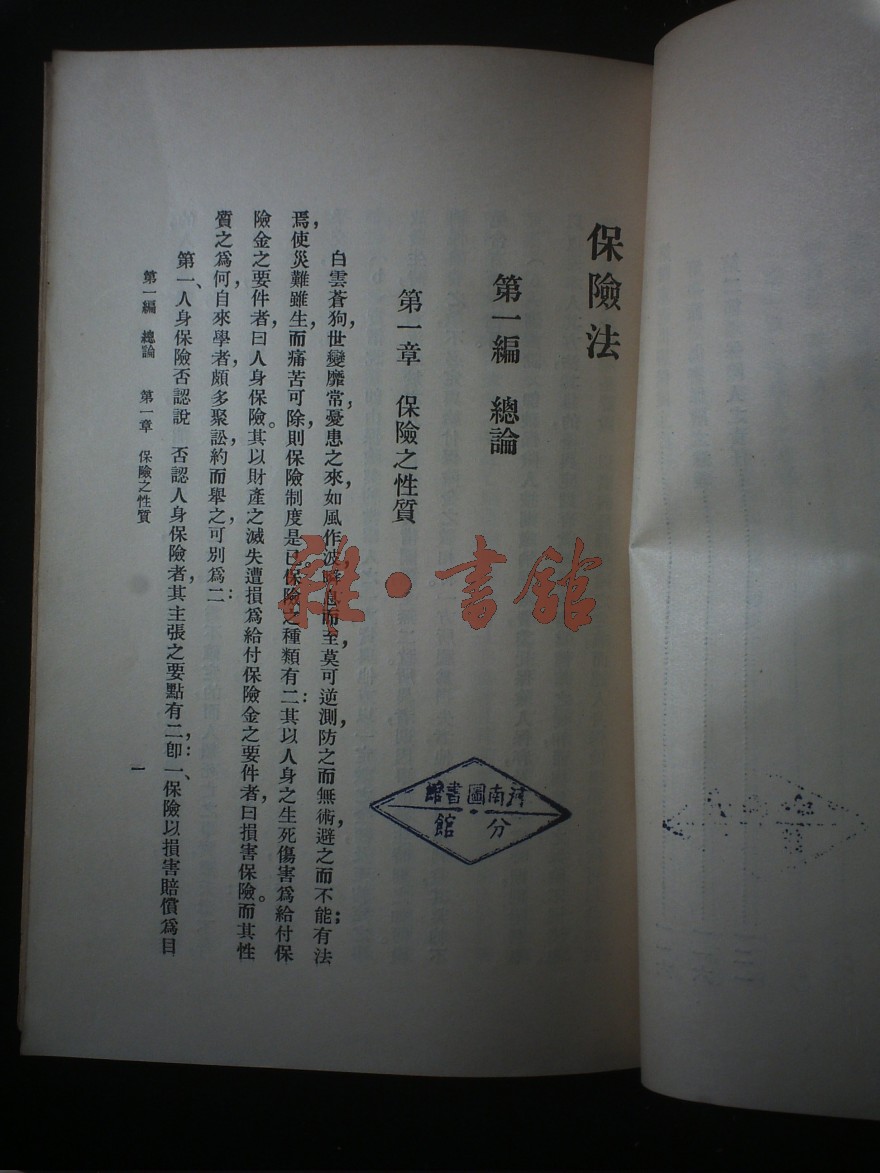 保險法
第一編　總論
第一章　保險之性質
白雲蒼狗世變靡常憂患之來如風作波瞬息而至莫可逆測防之而無術避之而不能有法
焉使災難雖生而痛苦可除則保險制度是已保險之種類有二：其以人身之生死傷害爲給付保
險金之要件者曰人身保險。其以財產之滅失遭損爲給付保險金之要件者，曰損害保險。而其性
質之爲何，自來學者頗多聚訟，約而舉之，可別爲二：
第一、人身保險否認說　否認人身保險者，其主張之要點有二，卽：一、保險以損害賠償爲目
第一編　總論　第一章　保險之性質
一
河南圖書館
分館
雜·書館